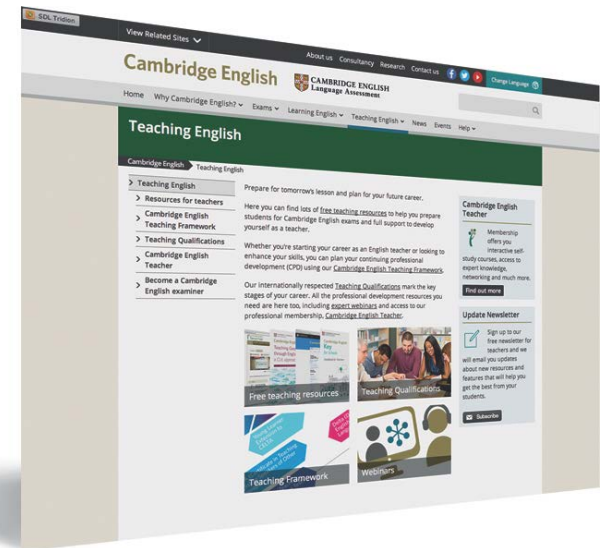 SDL Tridion
View Related Sites
About us Consultancy Research Contact us
Change Language
Cambridge English
CAMBRIDGE ENGLISH
Language Assessment
Home Why Cambridge English? Exams Learning English Teaching English News Events Help
Teaching English
Cambridge English Teaching English
Teaching English
Resources for teachers
Cambridge English
Teaching Framework
Teaching Qualifications
Cambridge English
Teacher
Become a Cambridge
English examiner
Prepare for tomorrow's lesson and plan for your future career.
Here you can find lots of free teaching resources to help you prepare
students for Cambridge English exams and full support to develop
yourself as a teacher.
Whether you're starting your career as an English teacher or looking to
enhance your skills, you can plan your continuing professional
development (CPD) using our Cambridge English Teaching Framework.
Our internationally respected Teaching Qualifications mark the key
stages of your career. All the professional development resources you
need are here too, including expert webinars and access to our
professional membership, Cambridge English Teacher.
Key
Free teaching resources
Teaching Qualifications
CELTA
Teaching Framework
Webinars
Cambridge English
Teacher
Membership
offers you
interactive self-
study courses, access to
expert knowledge,
networking and much more.
Find out more
Update Newsletter
Sign up to our
free newsletter for
teachers and we
will email you updates
about new resources and
features that will help you
get the best from your
students.
Subscribe